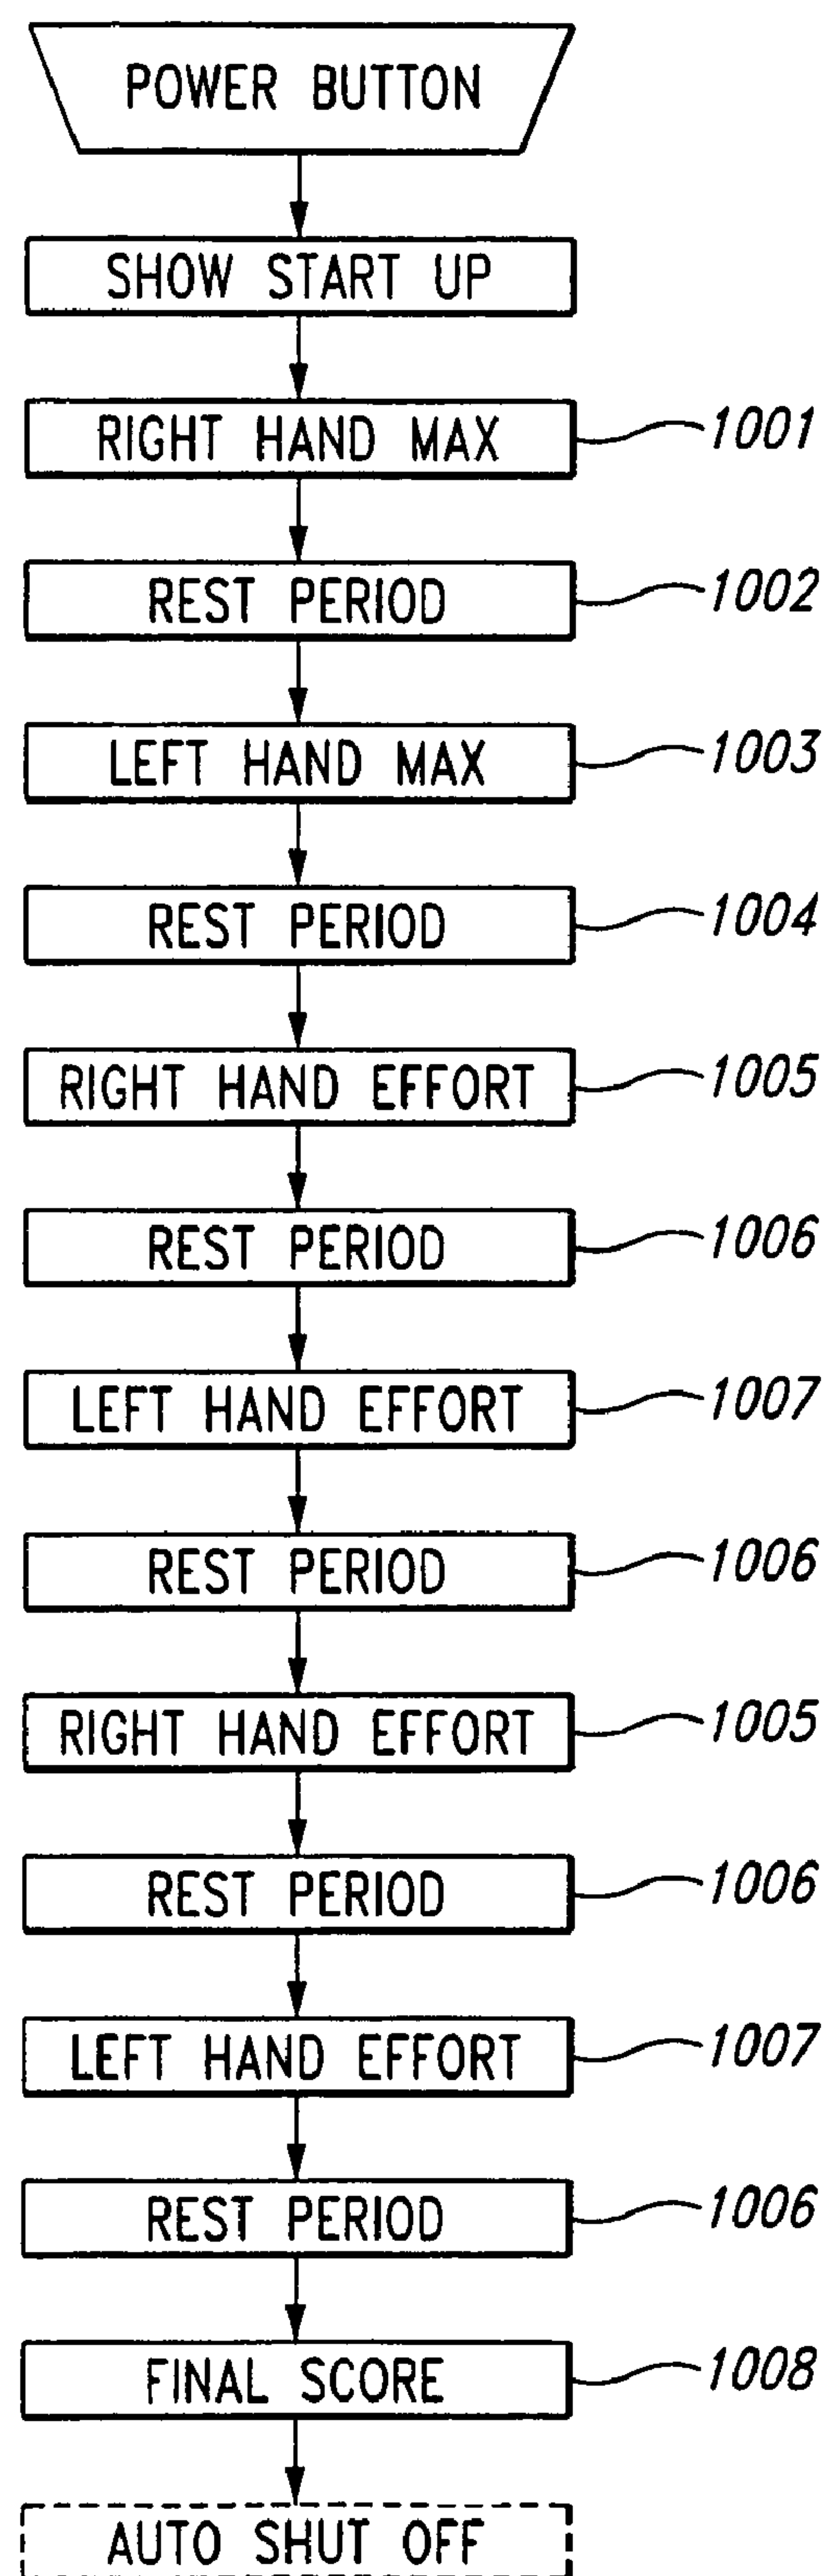 POWER BUTTON
SHOW START UP
RIGHT HAND MAX 1001
REST PERIOD 1002
LEFT HAND MAX 1003
REST PERIOD 1004
RIGHT HAND EFFORT 1005
REST PERIOD 1006
LEFT HAND EFFORT 1007
REST PERIOD 1006
RIGHT HAND EFFORT 1005
REST PERIOD 1006
LEFT HAND EFFORT 1007
REST PERIOD 1006
FINAL SCORE 1008
AUTO SHUT OFF